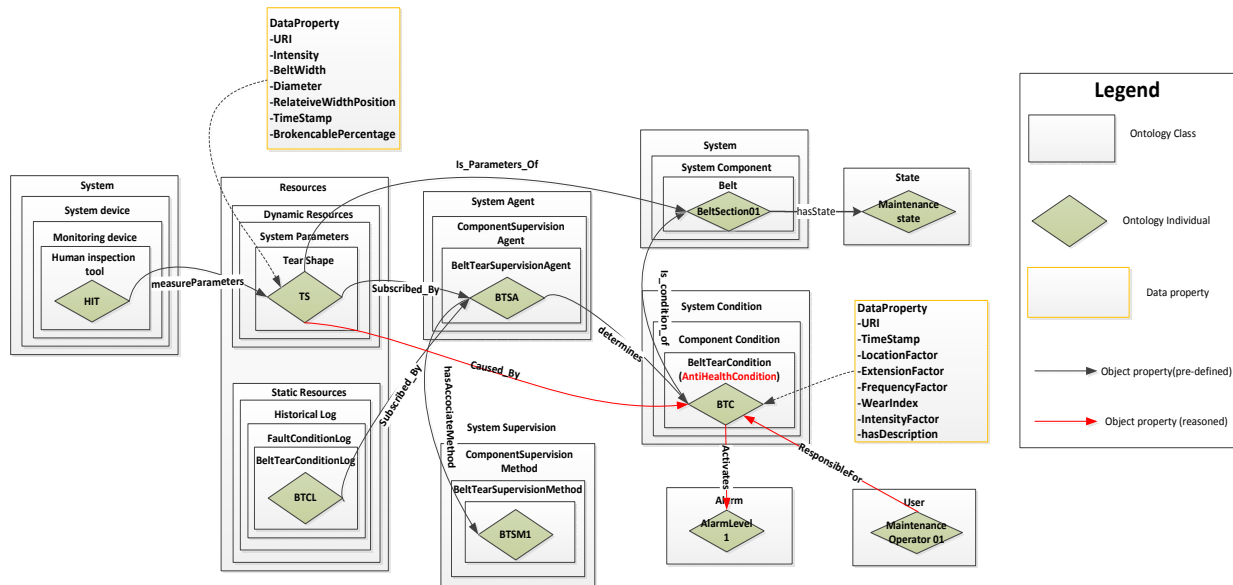 DataProperty
-URI
-Intensity
-BeltWidth
-Diameter
-RelateiveWidthPosition
-TimeStamp
-BrokencablePercentage
System
System device
Monitoring device
Human inspection
tool
HIT
measureParameters
Resources
Dynamic Resources
System Parameters
Tear Shape
TS
Static Resources
Historical Log
FaultConditionLog
BeltTearConditionLog
BTCL
Is_Parameters_Of
Subscribed_By
Subscribed_By
Caused_By
System Agent
ComponentSupervision
Agent
BeltTearSupervisionAgent
BTSA
hasAccociateMethod
determines
System Supervision
ComponentSupervision
Method
BeltTearSupervisionMethod
BTSM1
System
System Component
Belt
BeltSection01
hasState
State
Maintenance
state
Is_condition_of
System Condition
Component Condition
BeltTearCondition
(AntiHealthCondition)
BTC
DataProperty
-URI
-TimeStamp
-LocationFactor
-ExtensionFactor
-FrequencyFactor
-WearIndex
-IntensityFactor
-hasDescription
Activates
ResponsibleFor
Alarm
AlarmLevel
1
User
Maintenance
Operator 01
Legend
Ontology Class
Ontology Individual
Data property
Object property(pre-defined)
Object property (reasoned)